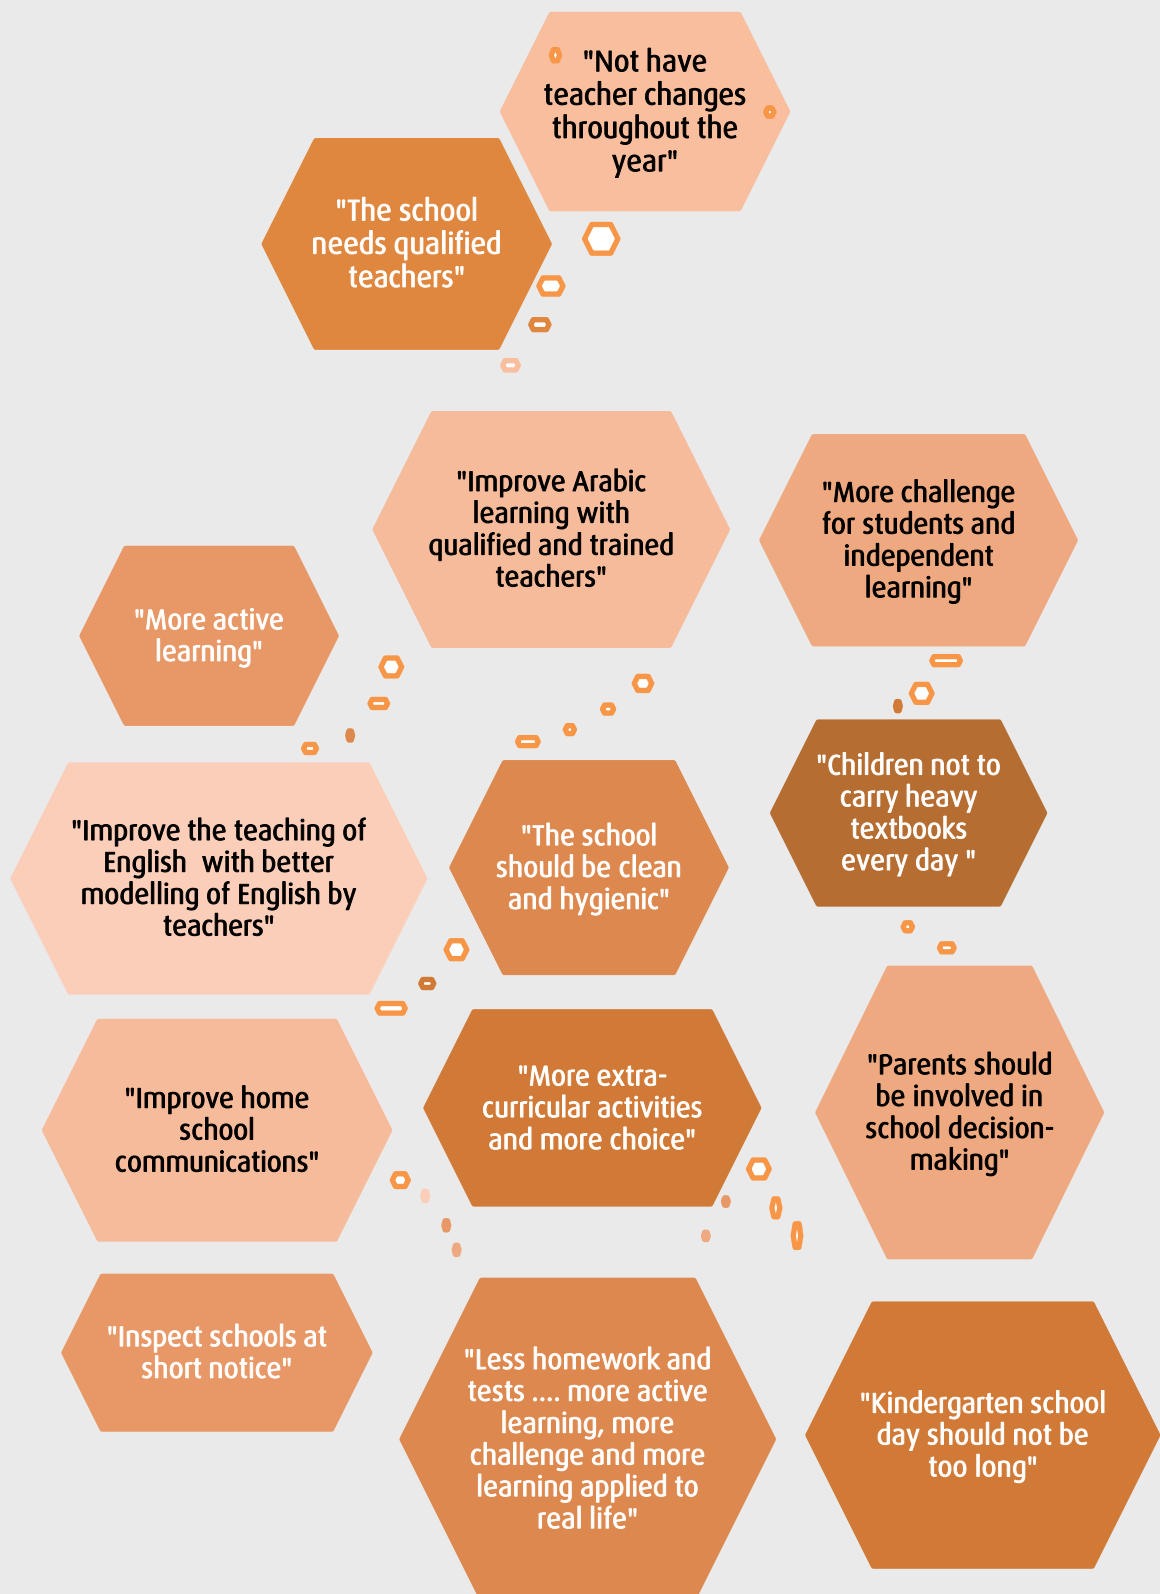 "Not have
teacher changes
throughout the
year"
"The school
needs qualified
teachers"
"Improve Arabic
learning with
qualified and trained
teachers"
"More challenge
for students and
independent
learning"
"More active
learning"
"Children not to
carry heavy
textbooks
every day "
"Improve the teaching of
English  with better
modelling of English by
teachers"
"The school
should be clean
and hygienic"
"Parents should
be involved in
school decision-
making"
"Improve home
school
communications"
"More extra-
curricular activities
and more choice"
"Inspect schools at
short notice"
"Less homework and
tests .... more active
learning, more
challenge and more
learning applied to
real life"
"Kindergarten school
day should not be
too long"